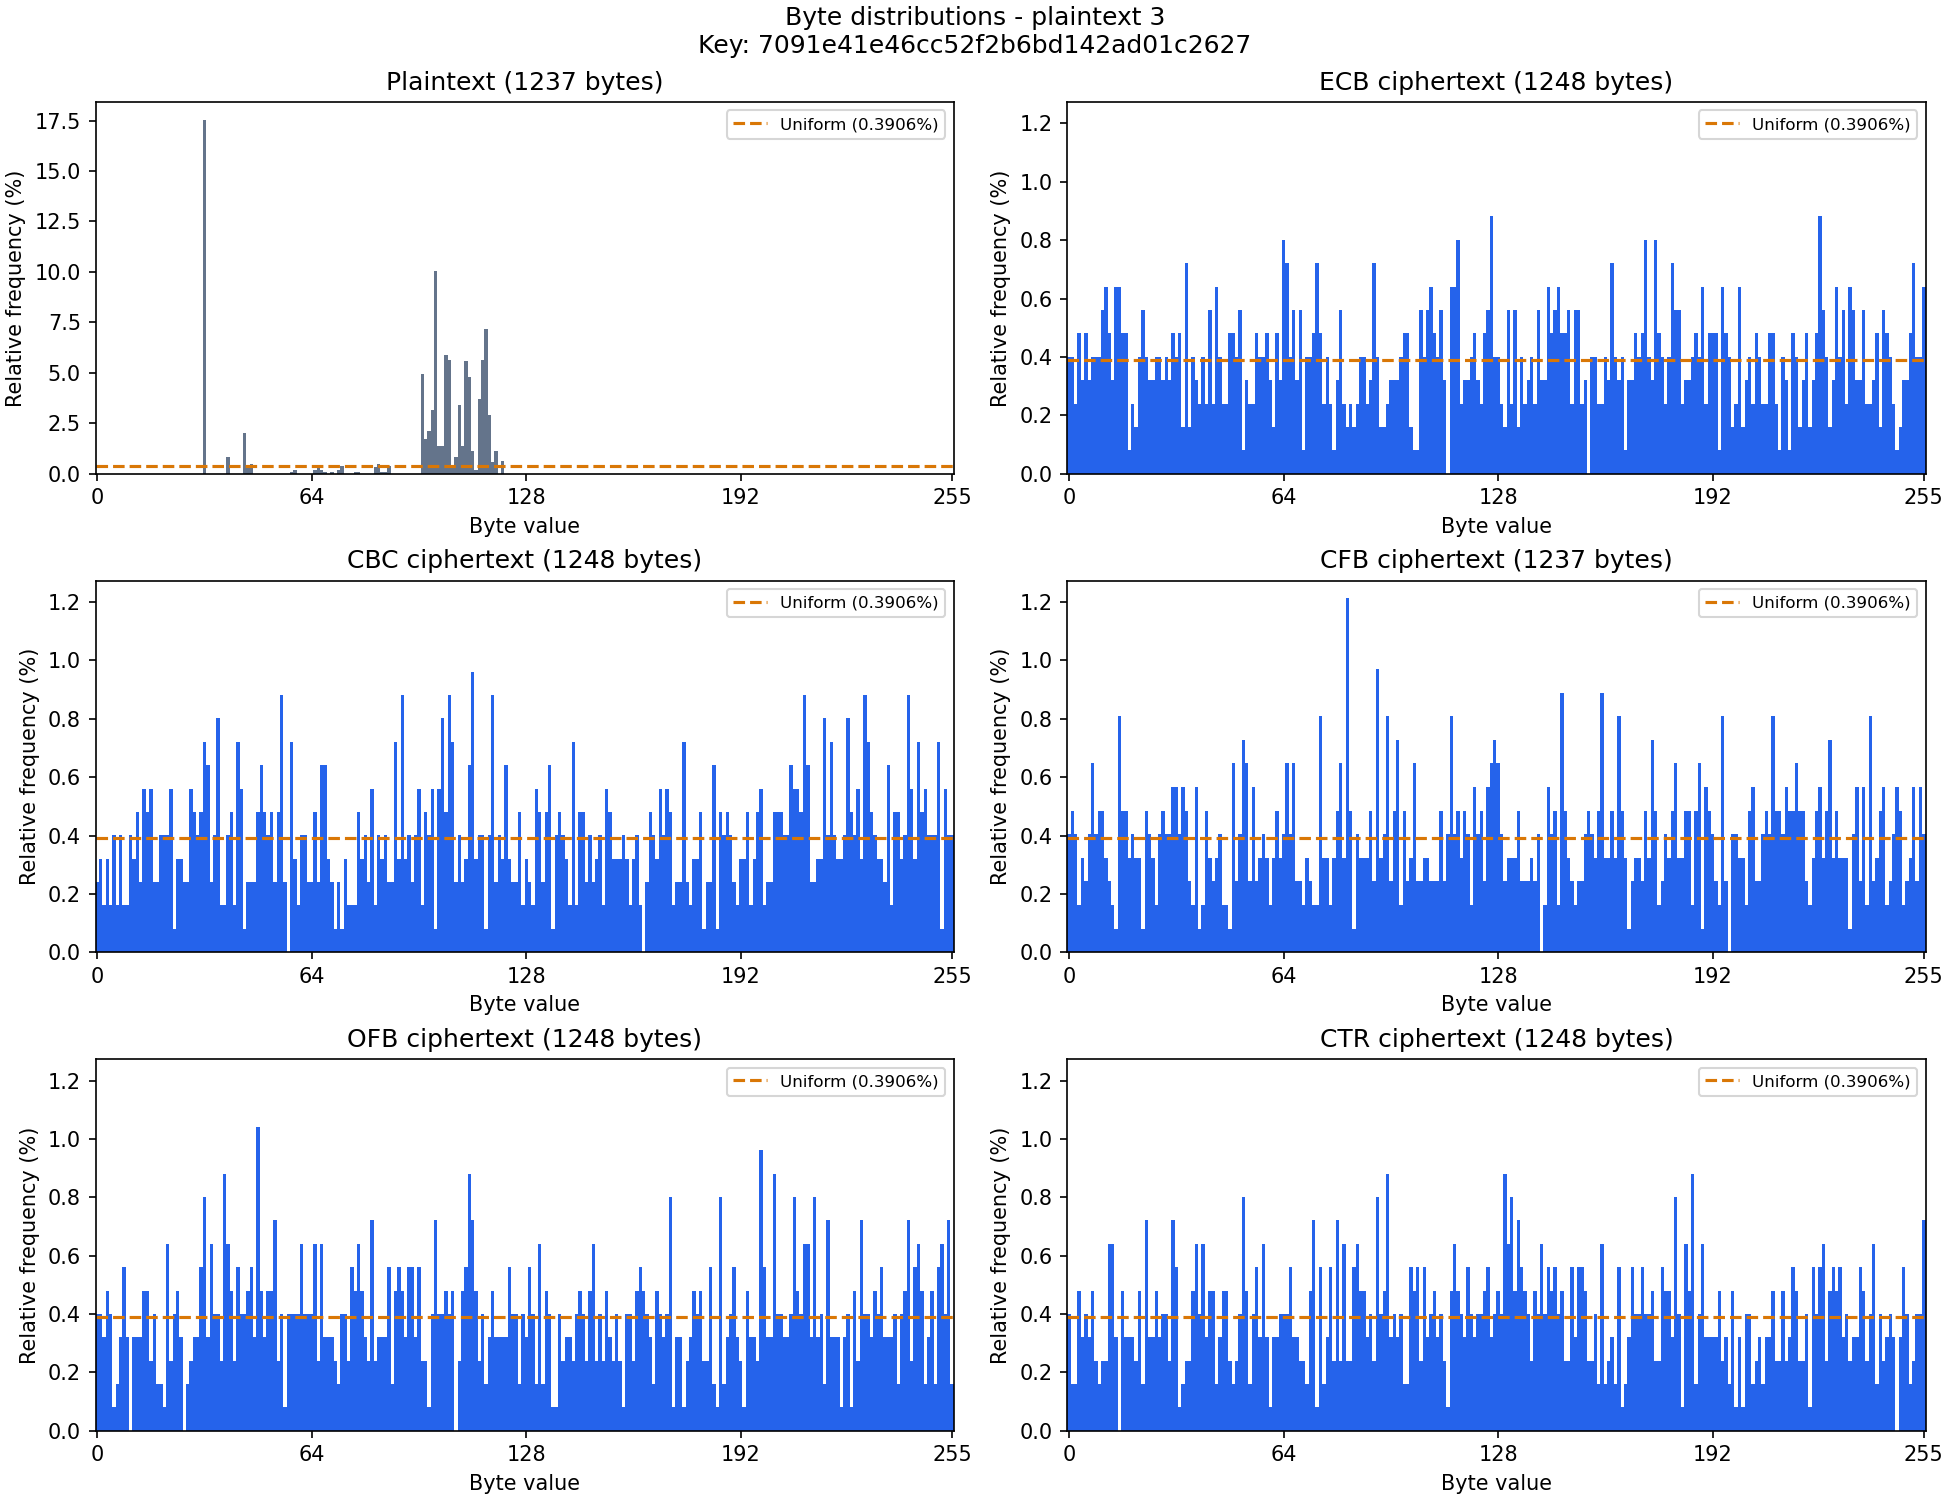 Byte distributions - plaintext 3
Key: 7091e41e46cc52f2b6bd142ad01c2627
Plaintext (1237 bytes)
Uniform (0.3906%)
Relative frequency (%)
17.5
15.0
12.5
10.0
7.5
5.0
2.5
0.0
0 64 128 192 255
Byte value
ECB ciphertext (1248 bytes)
Uniform (0.3906%)
Relative frequency (%)
1.2
1.0
0.8
0.6
0.4
0.2
0.0
0 64 128 192 255
Byte value
CBC ciphertext (1248 bytes)
Uniform (0.3906%)
Relative frequency (%)
1.2
1.0
0.8
0.6
0.4
0.2
0.0
0 64 128 192 255
Byte value
CFB ciphertext (1237 bytes)
Uniform (0.3906%)
Relative frequency (%)
1.2
1.0
0.8
0.6
0.4
0.2
0.0
0 64 128 192 255
Byte value
OFB ciphertext (1248 bytes)
Uniform (0.3906%)
Relative frequency (%)
1.2
1.0
0.8
0.6
0.4
0.2
0.0
0 64 128 192 255
Byte value
CTR ciphertext (1248 bytes)
Uniform (0.3906%)
Relative frequency (%)
1.2
1.0
0.8
0.6
0.4
0.2
0.0
0 64 128 192 255
Byte value